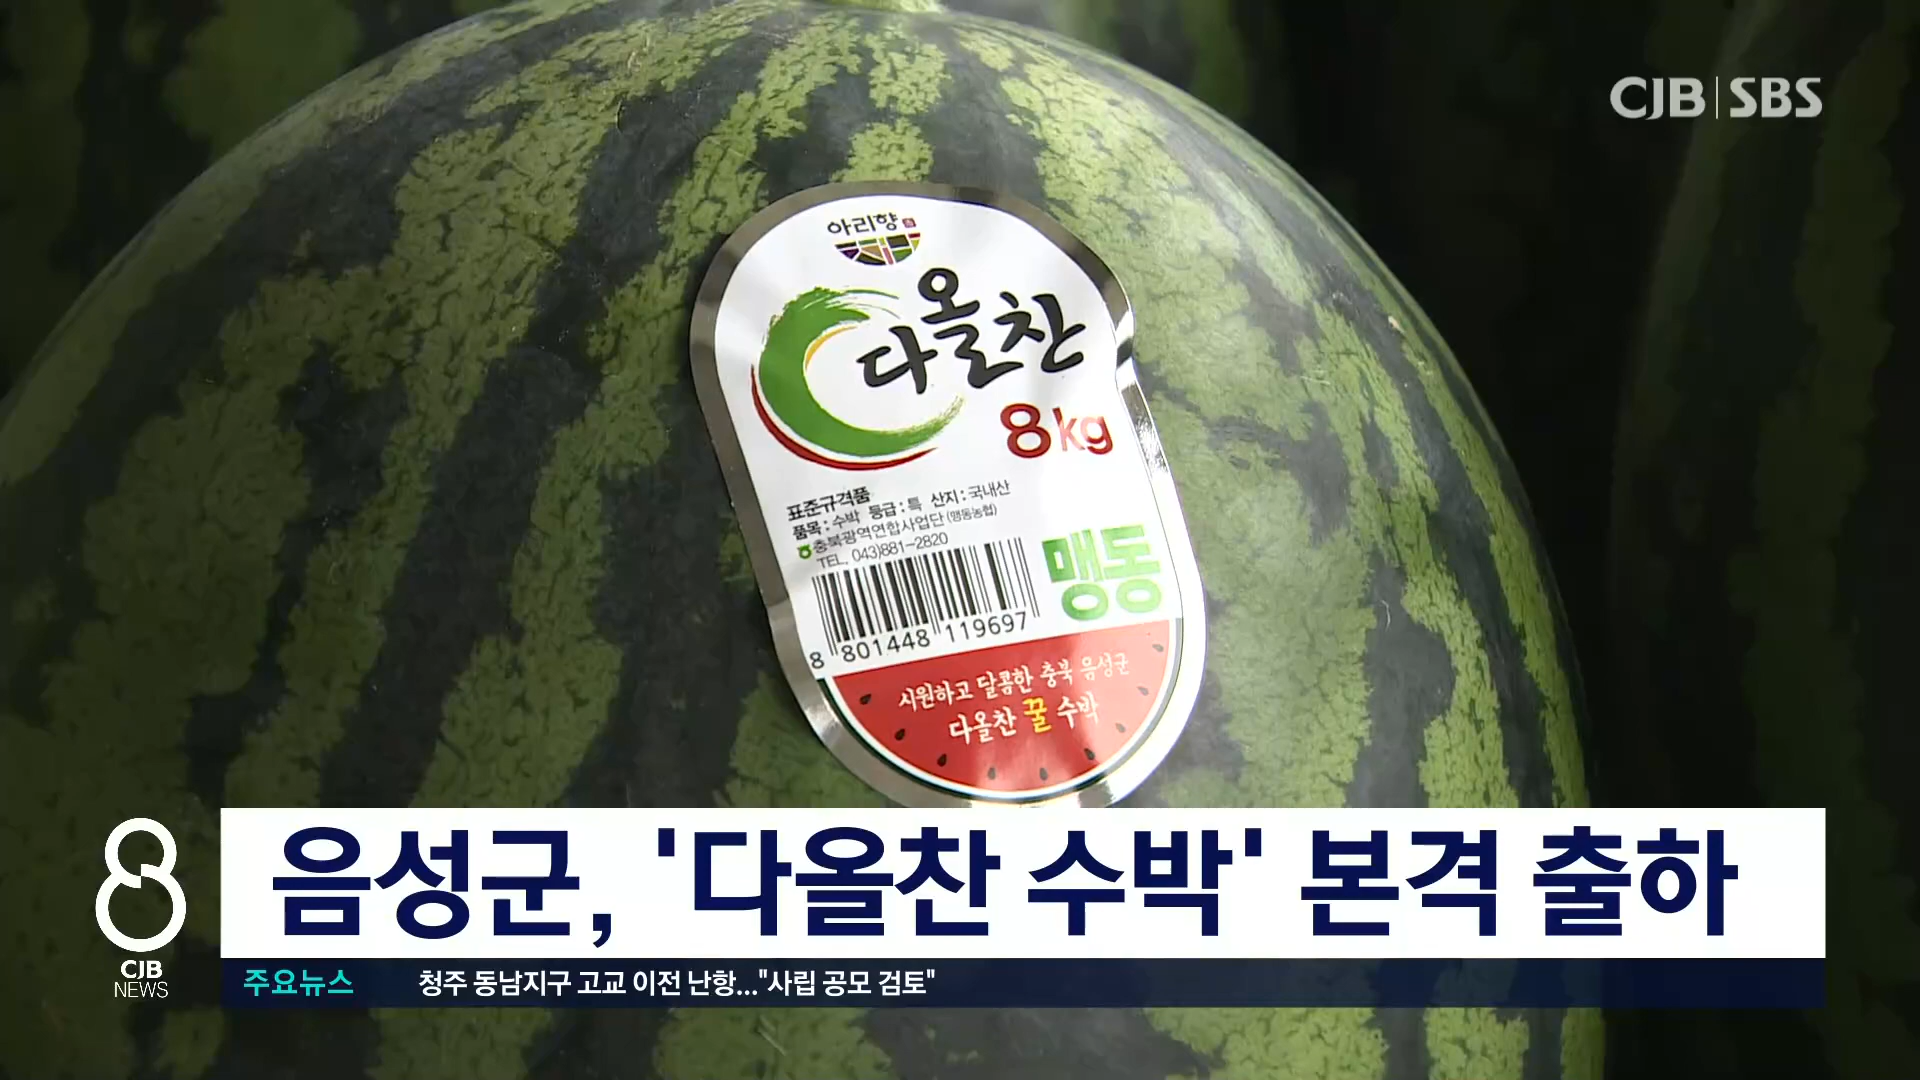 CJB SBS
아리향
다올찬
8kg
표준규격품
품목 : 수박 등급 : 특 산지 : 국내산
충북광역연합사업단 (맹동농협)
TEL. 043)881-2820
맹동
8 801448 119697
시원하고 달콤한 충북 음성군
다올찬 꿀 수박
8
음성군, '다올찬 수박' 본격 출하
CJB
NEWS
주요뉴스 청주 동남지구 고교 이전 난항..."사립 공모 검토"